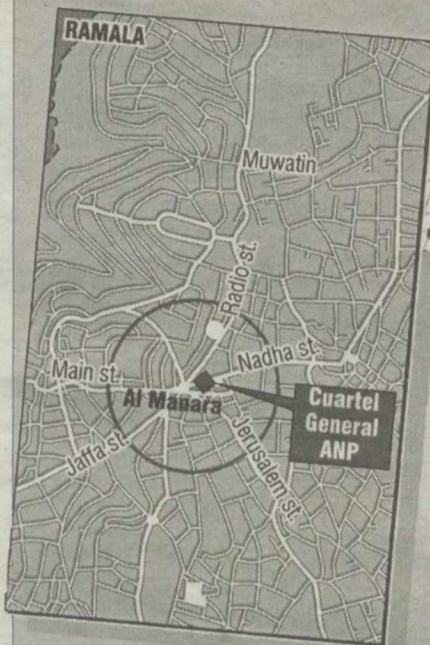 RAMALA
Muwatin
Radio st.
Nadha st.
Main st.
Al Manara
Jaffa st.
Jerusalem st.
Cuartel
General
ANP